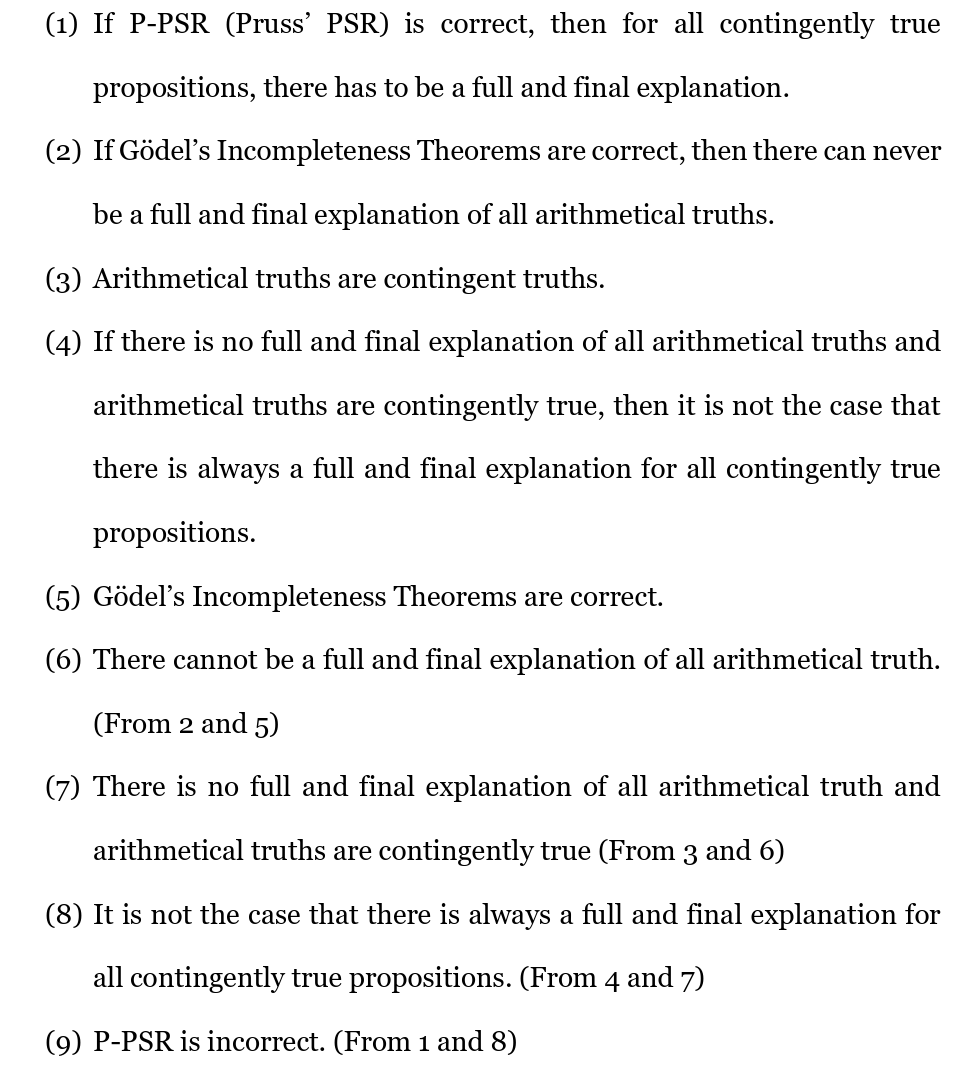 (1) If P-PSR (Pruss’ PSR) is correct, then for all contingently true
propositions, there has to be a full and final explanation.
(2) If Gödel’s Incompleteness Theorems are correct, then there can never
be a full and final explanation of all arithmetical truths.
(3) Arithmetical truths are contingent truths.
(4) If there is no full and final explanation of all arithmetical truths and
arithmetical truths are contingently true, then it is not the case that
there is always a full and final explanation for all contingently true
propositions.
(5) Gödel’s Incompleteness Theorems are correct.
(6) There cannot be a full and final explanation of all arithmetical truth.
(From 2 and 5)
(7) There is no full and final explanation of all arithmetical truth and
arithmetical truths are contingently true (From 3 and 6)
(8) It is not the case that there is always a full and final explanation for
all contingently true propositions. (From 4 and 7)
(9) P-PSR is incorrect. (From 1 and 8)